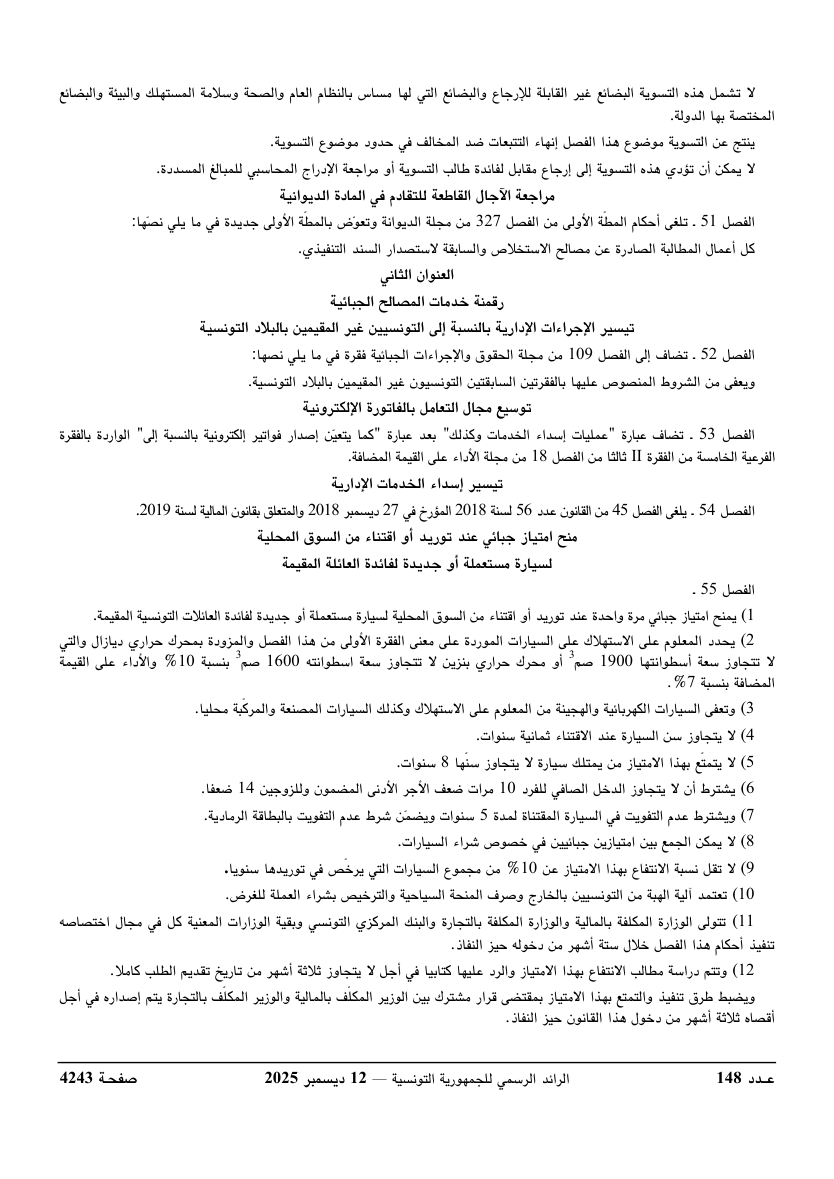 لا تشمل هذه التسوية البضائع غير القابلة للإرجاع والبضائع التي لها مساس بالنظام العام والصحة وسلامة المستهلك والبيئة والبضائع
المختصة بها الدولة.
ينتج عن التسوية موضوع هذا الفصل إنهاء التتبعات ضد المخالف في حدود موضوع التسوية.
لا يمكن أن تؤدي هذه التسوية إلى إرجاع مقابل لفائدة طالب التسوية أو مراجعة الإدراج المحاسبي للمبالغ المسددة.
مراجعة الآجال القاطعة للتقادم في المادة الديوانية
الفصل 51 ـ تلغى أحكام المطّة الأولى من الفصل 327 من مجلة الديوانة وتعوّض بالمطّة الأولى جديدة في ما يلي نصّها:
كل أعمال المطالبة الصادرة عن مصالح الاستخلاص والسابقة لاستصدار السند التنفيذي.
العنوان الثاني
رقمنة خدمات المصالح الجبائية
تيسير الإجراءات الإدارية بالنسبة إلى التونسيين غير المقيمين بالبلاد التونسية
الفصل 52 ـ تضاف إلى الفصل 109 من مجلة الحقوق والإجراءات الجبائية فقرة في ما يلي نصها:
ويعفى من الشروط المنصوص عليها بالفقرتين السابقتين التونسيون غير المقيمين بالبلاد التونسية.
توسيع مجال التعامل بالفاتورة الإلكترونية
الفصل 53 ـ تضاف عبارة "عمليات إسداء الخدمات وكذلك" بعد عبارة "كما يتعيّن إصدار فواتير إلكترونية بالنسبة إلى" الواردة بالفقرة
الفرعية الخامسة من الفقرة II ثالثا من الفصل 18 من مجلة الأداء على القيمة المضافة.
تيسير إسداء الخدمات الإدارية
الفصل 54 ـ يلغى الفصل 45 من القانون عدد 56 لسنة 2018 المؤرخ في 27 ديسمبر 2018 والمتعلق بقانون المالية لسنة 2019.
منح امتياز جبائي عند توريد أو اقتناء من السوق المحلية
لسيارة مستعملة أو جديدة لفائدة العائلة المقيمة
الفصل 55 ـ
1) يمنح امتياز جبائي مرة واحدة عند توريد أو اقتناء من السوق المحلية لسيارة مستعملة أو جديدة لفائدة العائلات التونسية المقيمة.
2) يحدد المعلوم على الاستهلاك على السيارات الموردة على معنى الفقرة الأولى من هذا الفصل والمزودة بمحرك حراري ديازال والتي
لا تتجاوز سعة أسطوانتها 1900 صم3 أو محرك حراري بنزين لا تتجاوز سعة اسطوانته 1600 صم3 بنسبة 10% والأداء على القيمة
المضافة بنسبة 7%.
3) وتعفى السيارات الكهربائية والهجينة من المعلوم على الاستهلاك وكذلك السيارات المصنعة والمركّبة محليا.
4) لا يتجاوز سن السيارة عند الاقتناء ثمانية سنوات.
5) لا يتمتّع بهذا الامتياز من يمتلك سيارة لا يتجاوز سنّها 8 سنوات.
6) يشترط أن لا يتجاوز الدخل الصافي للفرد 10 مرات ضعف الأجر الأدنى المضمون وللزوجين 14 ضعفا.
7) ويشترط عدم التفويت في السيارة المقتناة لمدة 5 سنوات ويضمّن شرط عدم التفويت بالبطاقة الرمادية.
8) لا يمكن الجمع بين امتيازين جبائيين في خصوص شراء السيارات.
9) لا تقل نسبة الانتفاع بهذا الامتياز عن 10% من مجموع السيارات التي يرخّص في توريدها سنويا.
10) تعتمد آلية الهبة من التونسيين بالخارج وصرف المنحة السياحية والترخيص بشراء العملة للغرض.
11) تتولى الوزارة المكلفة بالمالية والوزارة المكلفة بالتجارة والبنك المركزي التونسي وبقية الوزارات المعنية كل في مجال اختصاصه
تنفيذ أحكام هذا الفصل خلال ستة أشهر من دخوله حيز النفاذ.
12) وتتم دراسة مطالب الانتفاع بهذا الامتياز والرد عليها كتابيا في أجل لا يتجاوز ثلاثة أشهر من تاريخ تقديم الطلب كاملا.
ويضبط طرق تنفيذ والتمتع بهذا الامتياز بمقتضى قرار مشترك بين الوزير المكلّف بالمالية والوزير المكلّف بالتجارة يتم إصداره في أجل
أقصاه ثلاثة أشهر من دخول هذا القانون حيز النفاذ.
عـدد 148 الرائد الرسمي للجمهورية التونسية — 12 ديسمبر 2025 صفحـة 4243